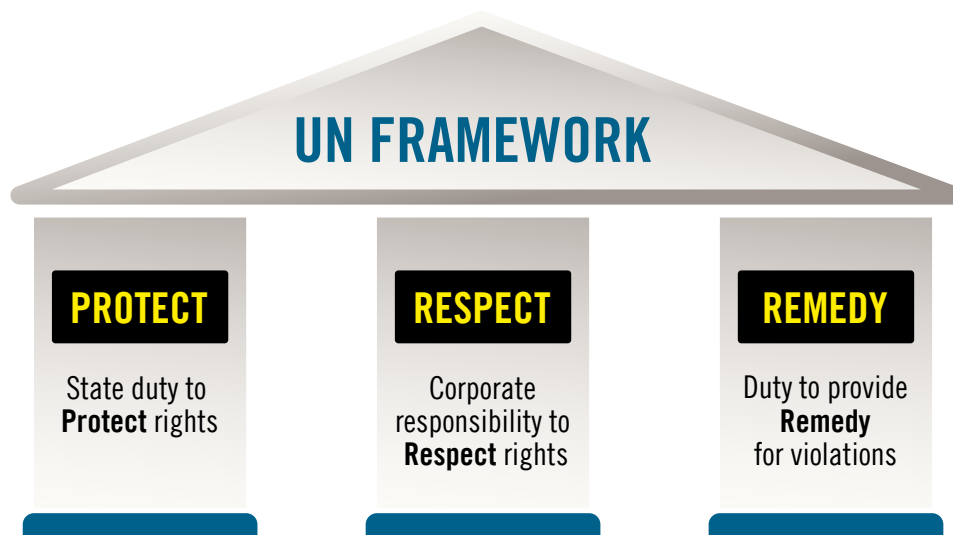 UN FRAMEWORK
PROTECT
State duty to
Protect rights
RESPECT
Corporate
responsibility to
Respect rights
REMEDY
Duty to provide
Remedy
for violations